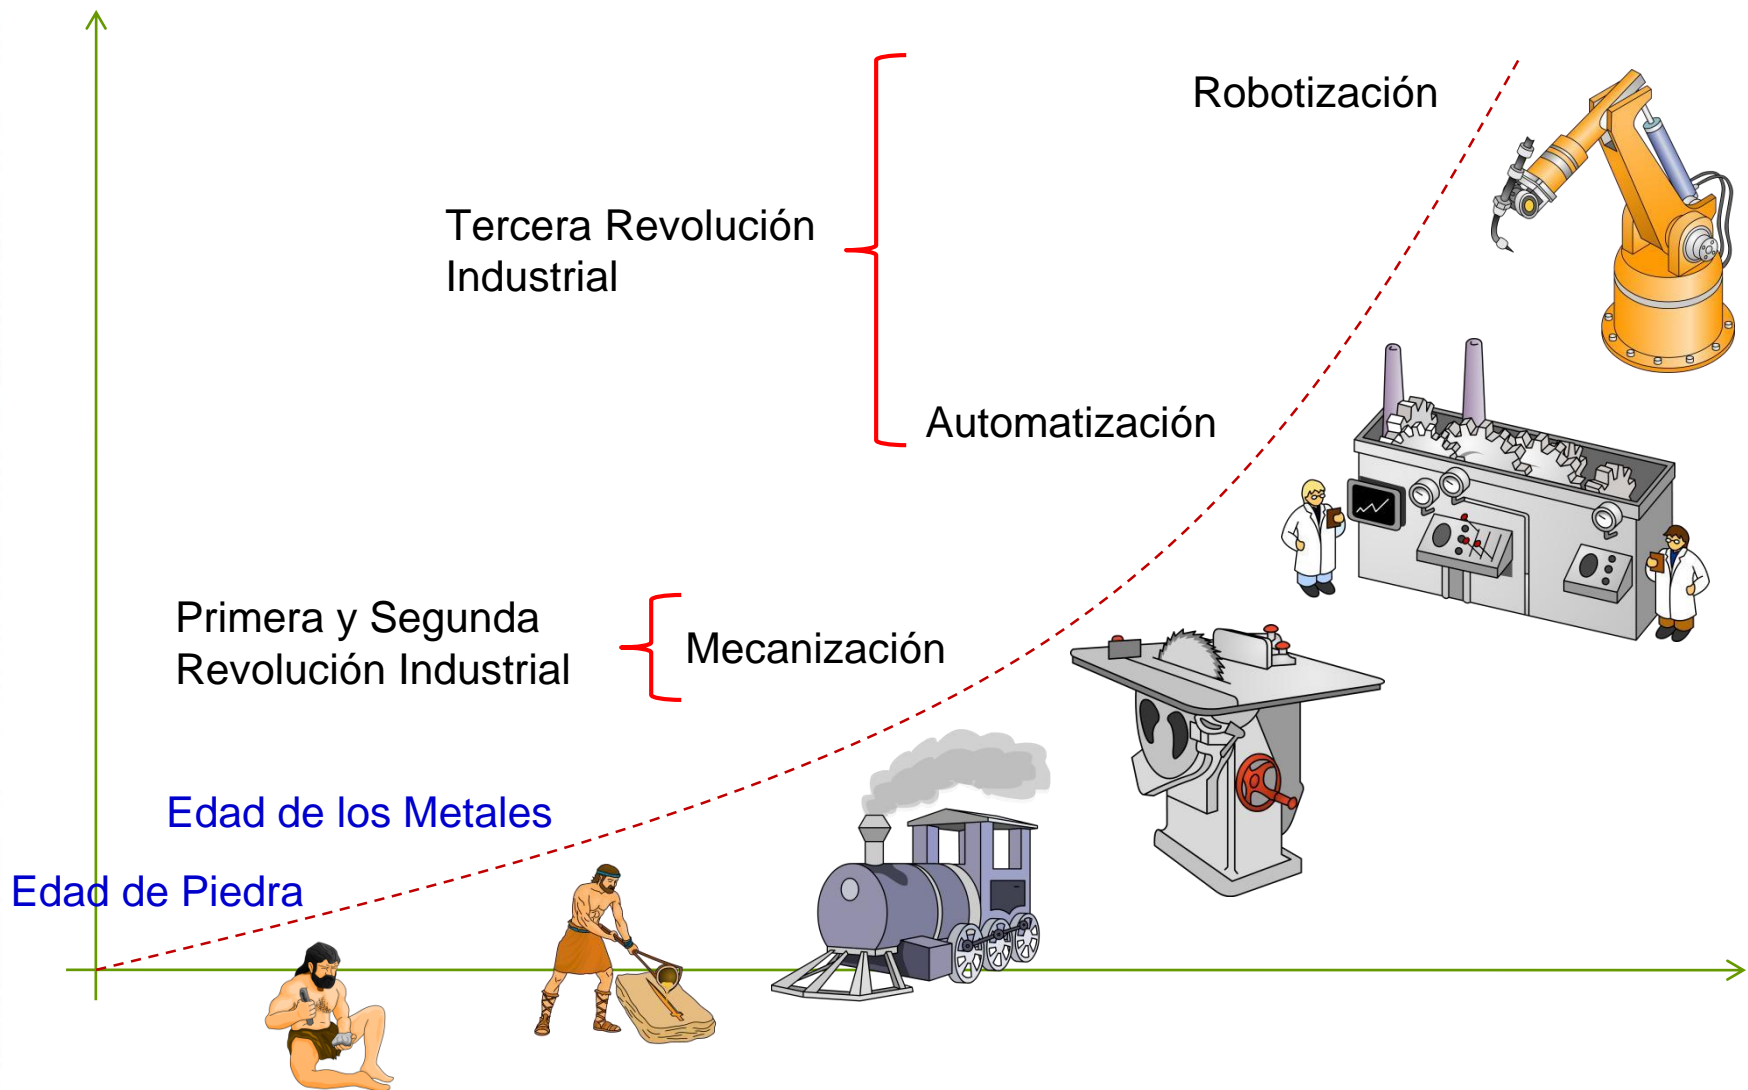 Robotización
Tercera Revolución
Industrial
Automatización
Primera y Segunda
Revolución Industrial
Mecanización
Edad de los Metales
Edad de Piedra